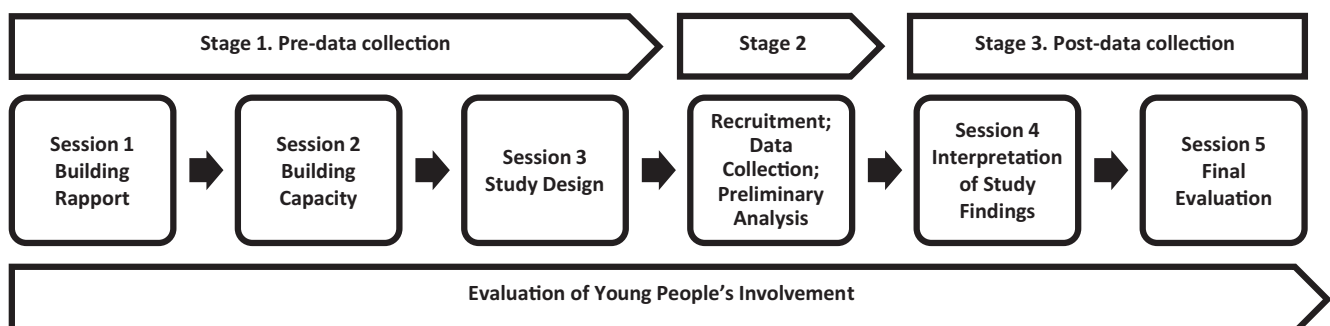 Stage 1. Pre-data collection
Stage 2
Stage 3. Post-data collection
Session 1
Building
Rapport
Session 2
Building
Capacity
Session 3
Study Design
Recruitment;
Data
Collection;
Preliminary
Analysis
Session 4
Interpretation
of Study
Findings
Session 5
Final
Evaluation
Evaluation of Young People’s Involvement